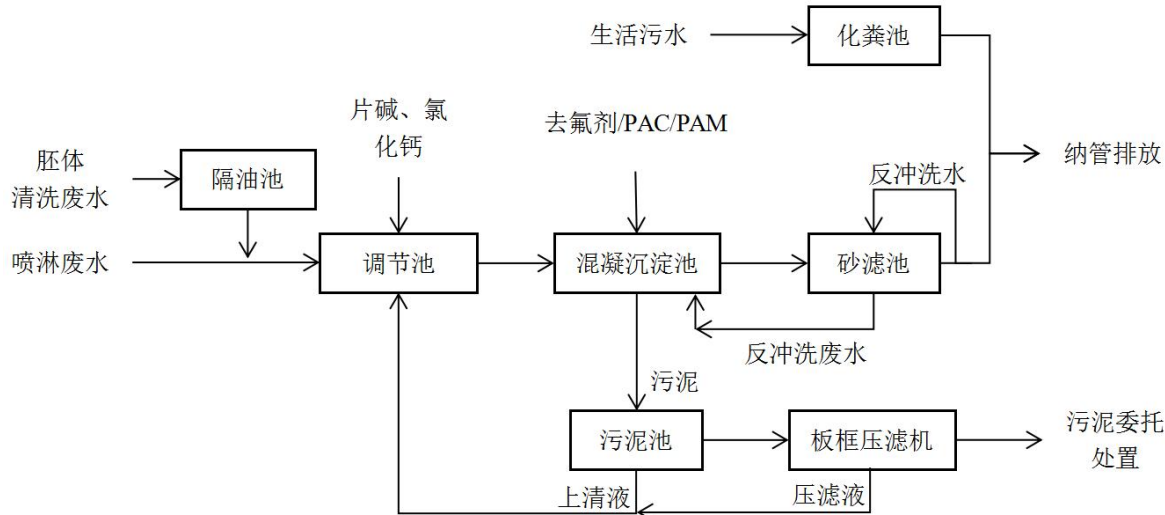 生活污水
化粪池
片碱、氯
化钙
去氟剂/PAC/PAM
胚体
清洗废水
隔油池
反冲洗水
纳管排放
喷淋废水
调节池
混凝沉淀池
砂滤池
反冲洗废水
污泥
污泥池
板框压滤机
污泥委托
处置
上清液
压滤液